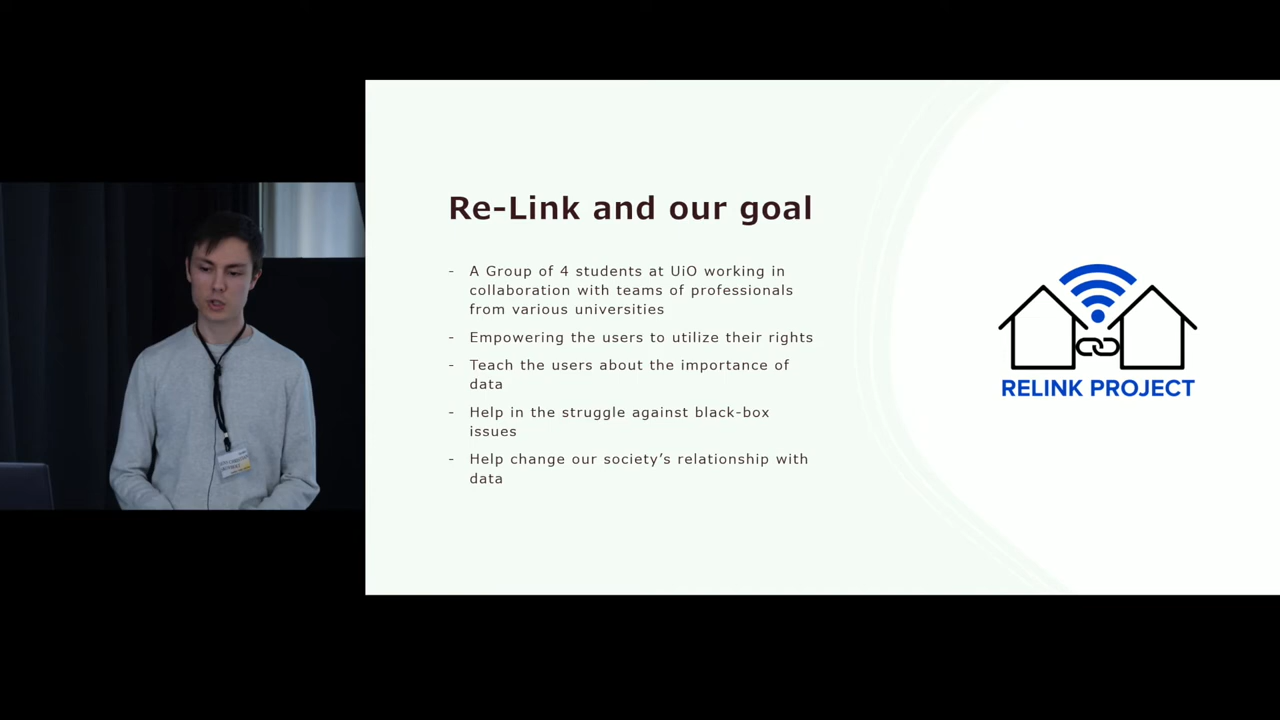 Re-Link and our goal
- A Group of 4 students at UiO working in
collaboration with teams of professionals
from various universities
- Empowering the users to utilize their rights
- Teach the users about the importance of
data
- Help in the struggle against black-box
issues
- Help change our society’s relationship with
data
RELINK PROJECT